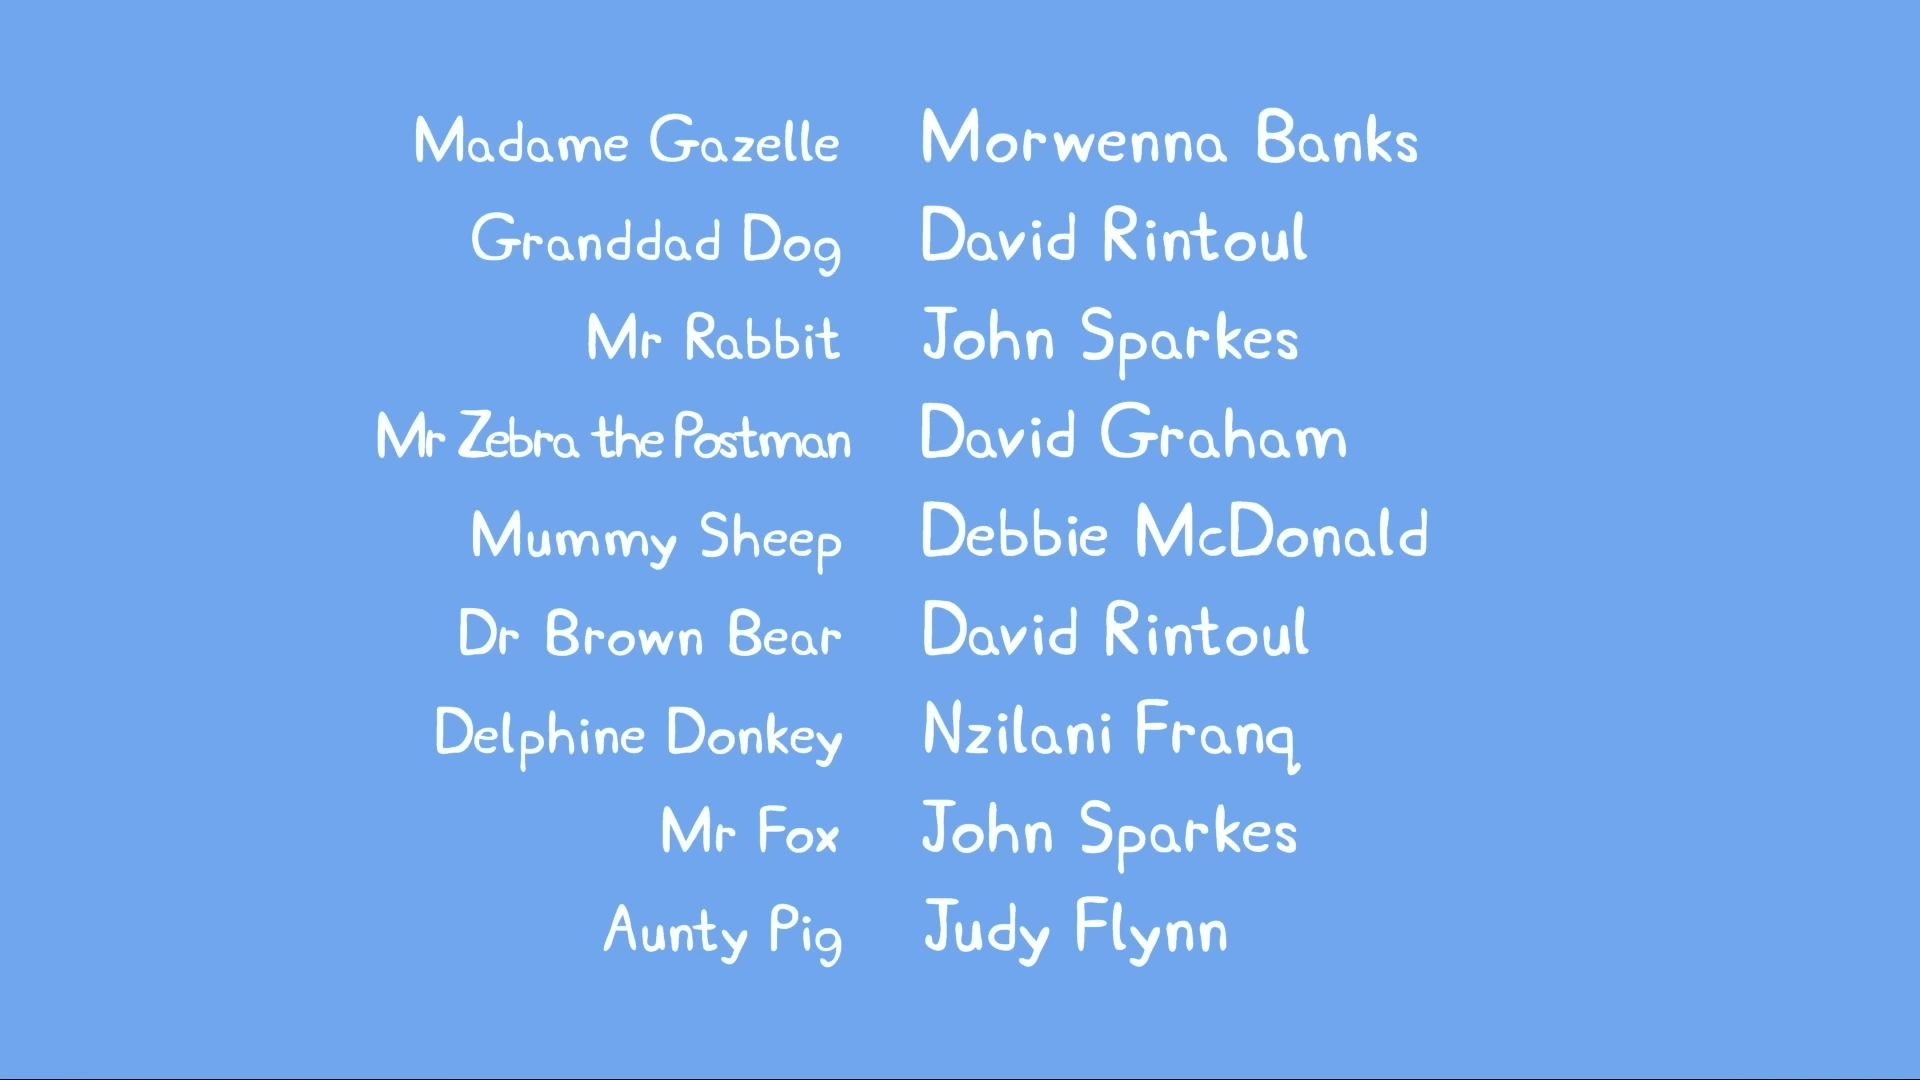 Madame Gazelle Morwenna Banks
Granddad Dog David Rintoul
Mr Rabbit John Sparkes
Mr Zebra the Postman David Graham
Mummy Sheep Debbie McDonald
Dr Brown Bear David Rintoul
Delphine Donkey Nzilani Franq
Mr Fox John Sparkes
Aunty Pig Judy Flynn